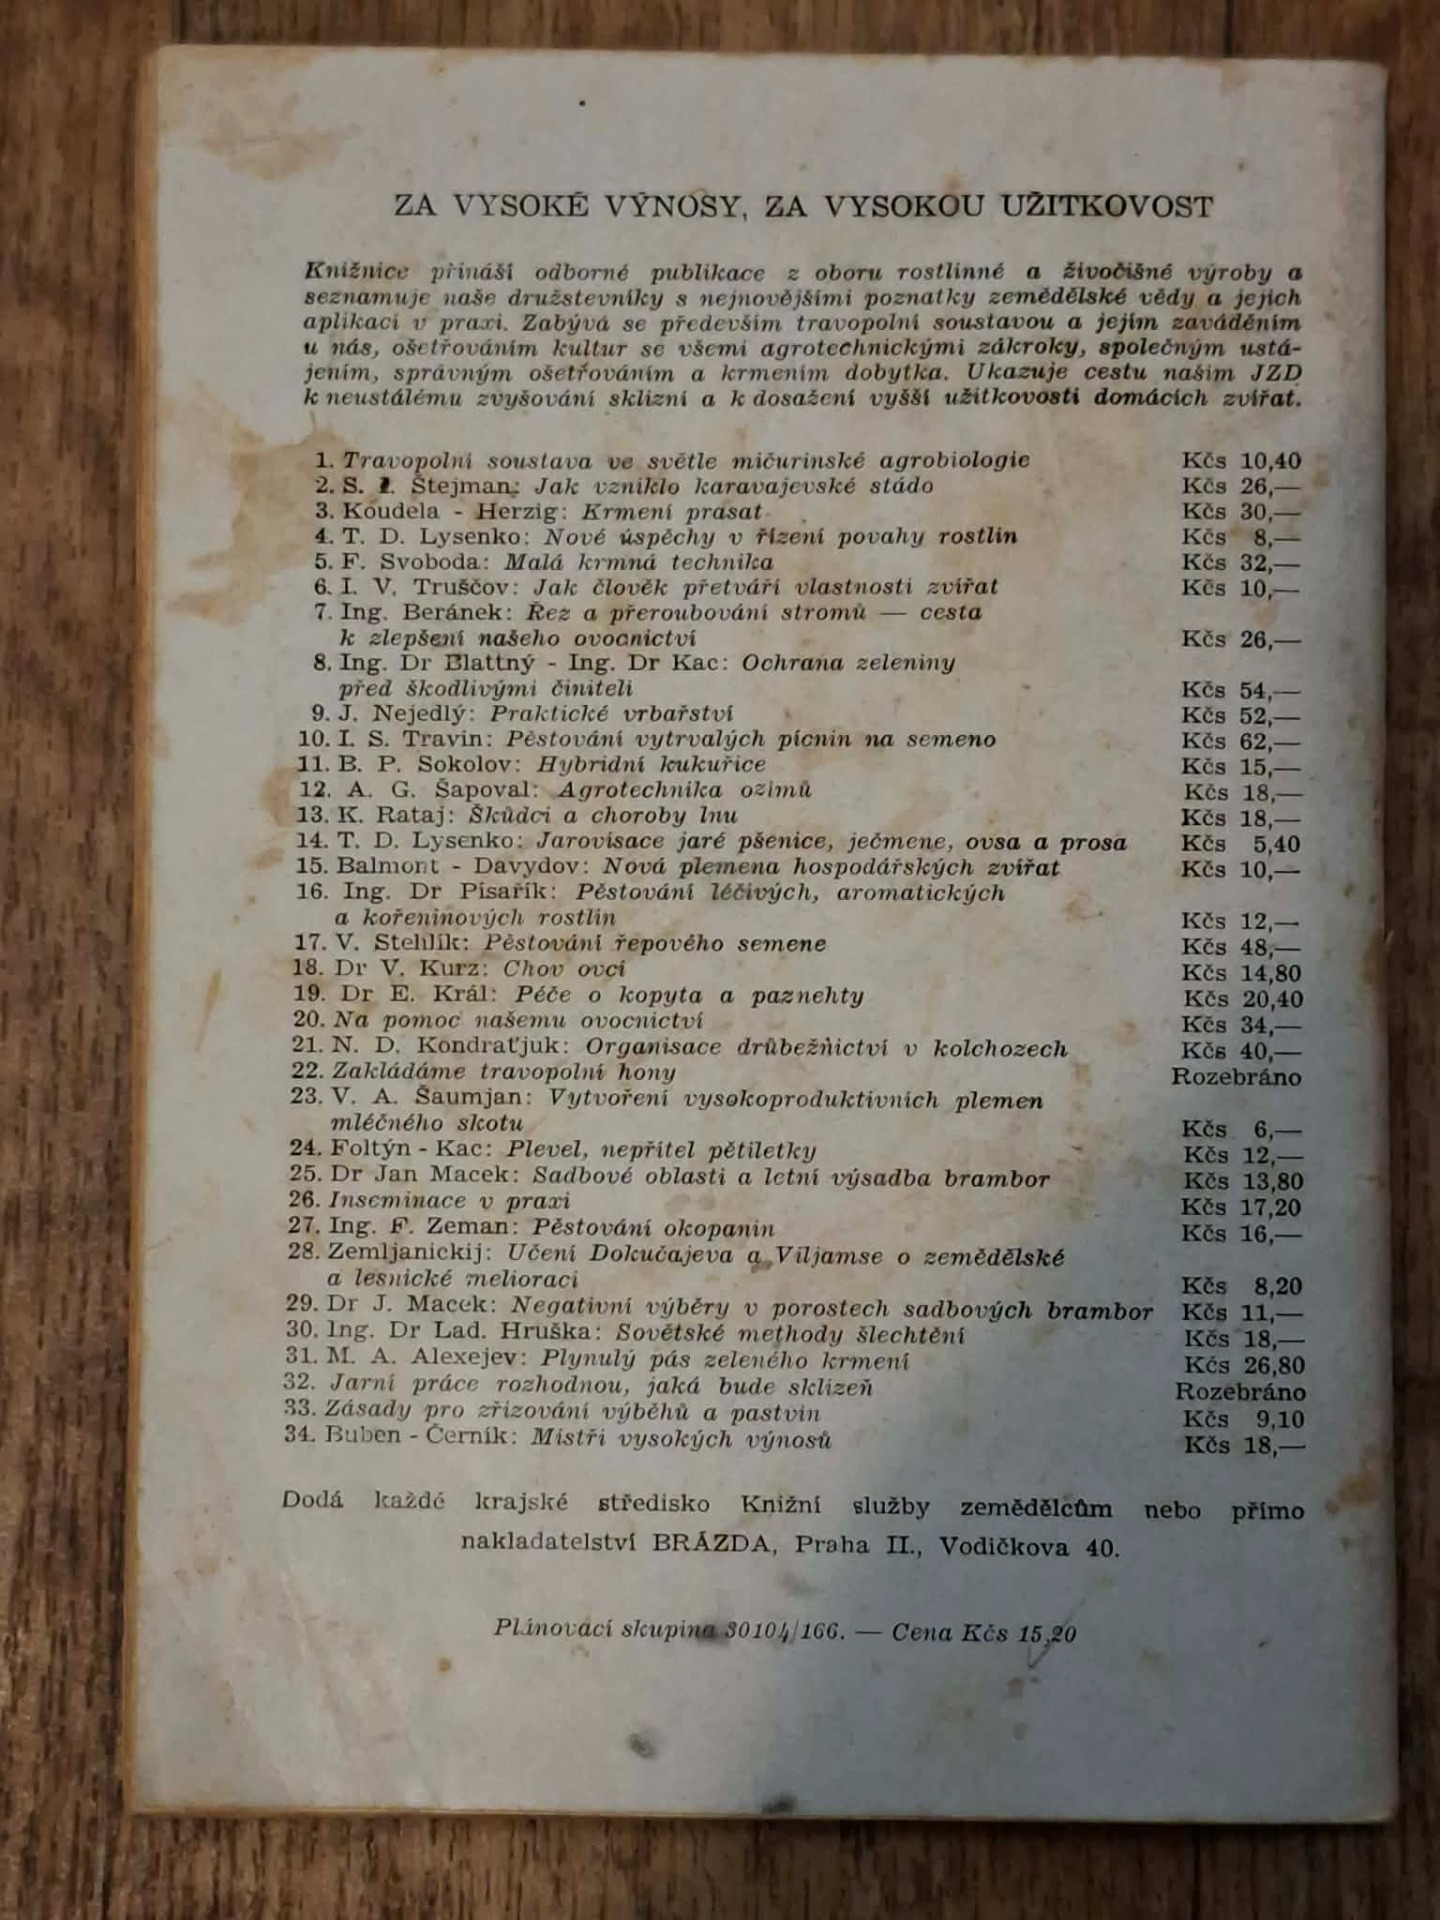 ZA VYSOKÉ VÝNOSY, ZA VYSOKOU UŽITKOVOST
Knižnice přináší odborné publikace z oboru rostlinné a živočišné výroby a
seznamuje naše družstevníky s nejnovějšími poznatky zemědělské vědy a jejich
aplikací v praxi. Zabývá se především travopolní soustavou a jejím zaváděním
u nás, ošetřováním kultur se všemi agrotechnickými zákroky, společným ustá-
jením, správným ošetřováním a krmením dobytka. Ukazuje cestu našim JZD
k neustálému zvyšování sklizní a k dosažení vyšší užitkovosti domácích zvířat.
1. Travopolní soustava ve světle mičurinské agrobiologie Kčs 10,40
2. S. I. Štejman: Jak vzniklo karavajevské stádo Kčs 26,—
3. Koudela - Herzig: Krmení prasat Kčs 30,—
4. T. D. Lysenko: Nové úspěchy v řízení povahy rostlin Kčs 8,—
5. F. Svoboda: Malá krmná technika Kčs 32,—
6. I. V. Truščov: Jak člověk přetváří vlastnosti zvířat Kčs 10,—
7. Ing. Beránek: Řez a přeroubování stromů — cesta
k zlepšení našeho ovocnictví Kčs 26,—
8. Ing. Dr Blattný - Ing. Dr Kac: Ochrana zeleniny
před škodlivými činiteli Kčs 54,—
9. J. Nejedlý: Praktické vrbařství Kčs 52,—
10. I. S. Travin: Pěstování vytrvalých pícnin na semeno Kčs 62,—
11. B. P. Sokolov: Hybridní kukuřice Kčs 15,—
12. A. G. Šapoval: Agrotechnika ozimů Kčs 18,—
13. K. Rataj: Škůdci a choroby lnu Kčs 18,—
14. T. D. Lysenko: Jarovisace jaré pšenice, ječmene, ovsa a prosa Kčs 5,40
15. Balmont - Davydov: Nová plemena hospodářských zvířat Kčs 10,—
16. Ing. Dr Písařík: Pěstování léčivých, aromatických
a kořeninových rostlin Kčs 12,—
17. V. Stehlík: Pěstování řepového semene Kčs 48,—
18. Dr V. Kurz: Chov ovcí Kčs 14,80
19. Dr E. Král: Péče o kopyta a paznehty Kčs 20,40
20. Na pomoc našemu ovocnictví Kčs 34,—
21. N. D. Kondraťjuk: Organisace drůbežnictví v kolchozech Kčs 40,—
22. Zakládáme travopolní hony Rozebráno
23. V. A. Šaumjan: Vytvoření vysokoproduktivních plemen
mléčného skotu Kčs 6,—
24. Foltýn - Kac: Plevel, nepřítel pětiletky Kčs 12,—
25. Dr Jan Macek: Sadbové oblasti a letní výsadba brambor Kčs 13,80
26. Inseminace v praxi Kčs 17,20
27. Ing. F. Zeman: Pěstování okopanin Kčs 16,—
28. Zemljanickij: Učení Dokučajeva a Viljamse o zemědělské
a lesnické melioraci Kčs 8,20
29. Dr J. Macek: Negativní výběry v porostech sadbových brambor Kčs 11,—
30. Ing. Dr Lad. Hruška: Sovětské methody šlechtění Kčs 18,—
31. M. A. Alexejev: Plynulý pás zeleného krmení Kčs 26,80
32. Jarní práce rozhodnou, jaká bude sklizeň Rozebráno
33. Zásady pro zřizování výběhů a pastvin Kčs 9,10
34. Buben - Černík: Mistři vysokých výnosů Kčs 18,—
Dodá každé krajské středisko Knižní služby zemědělcům nebo přímo
nakladatelství BRÁZDA, Praha II., Vodičkova 40.
Plánovací skupina 30104/166. — Cena Kčs 15,20